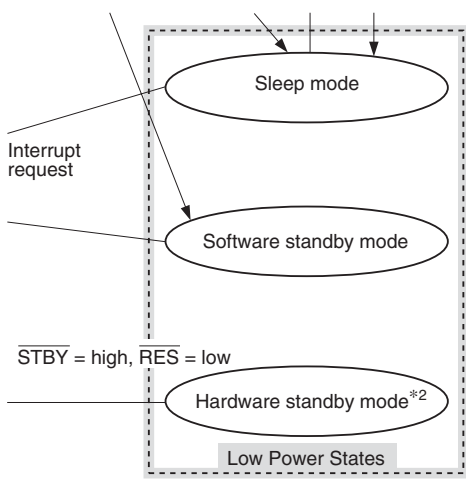 Sleep mode
Interrupt
request
Software standby mode
STBY = high, RES = low
Hardware standby mode*2
Low Power States